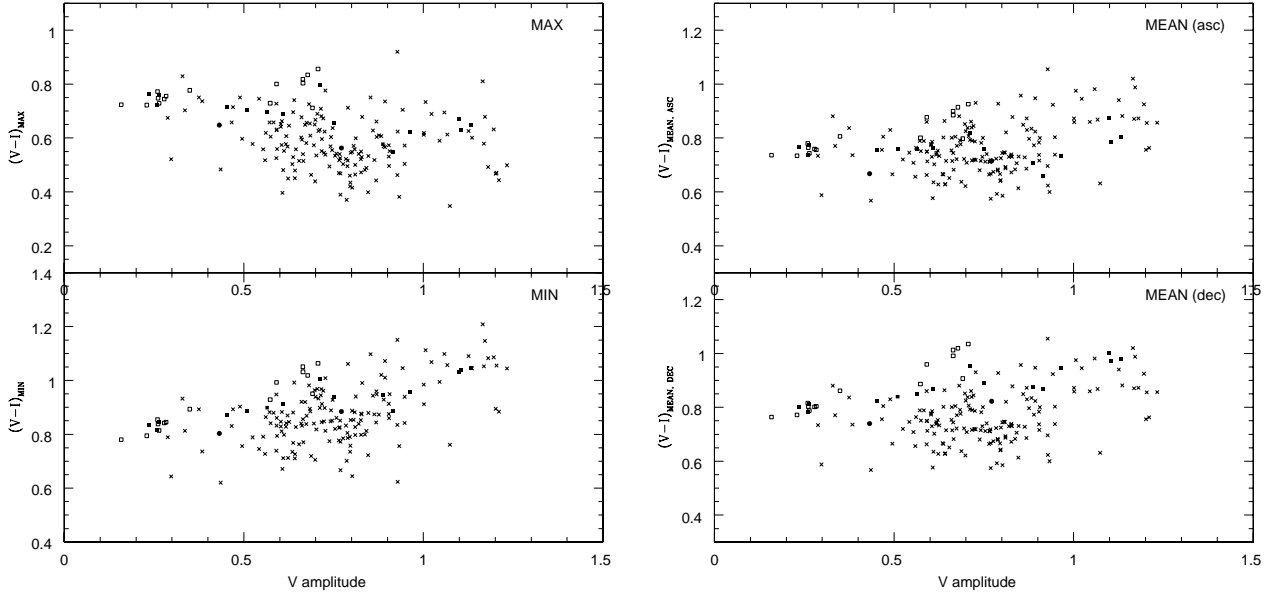 MAX
1
0.8
0.6
0.4
0.2
(V−I)MAX
MEAN (asc)
1.2
1
0.8
0.6
0.4
(V−I)MEAN, ASC
0 0.5 1 1.5
0 0.5 1 1.5
MIN
1.4
1.2
1
0.8
0.6
0.4
(V−I)MIN
0 0.5 1 1.5
V amplitude
MEAN (dec)
1.2
1
0.8
0.6
0.4
(V−I)MEAN, DEC
0 0.5 1 1.5
V amplitude